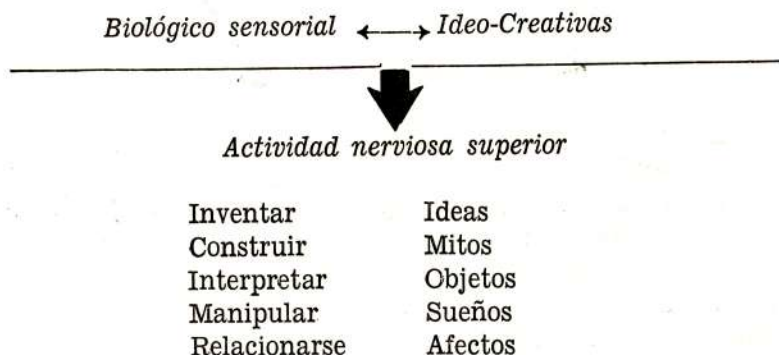 Biológico sensorial ⟷ Ideo-Creativas
Actividad nerviosa superior
Inventar Ideas
Construir Mitos
Interpretar Objetos
Manipular Sueños
Relacionarse Afectos